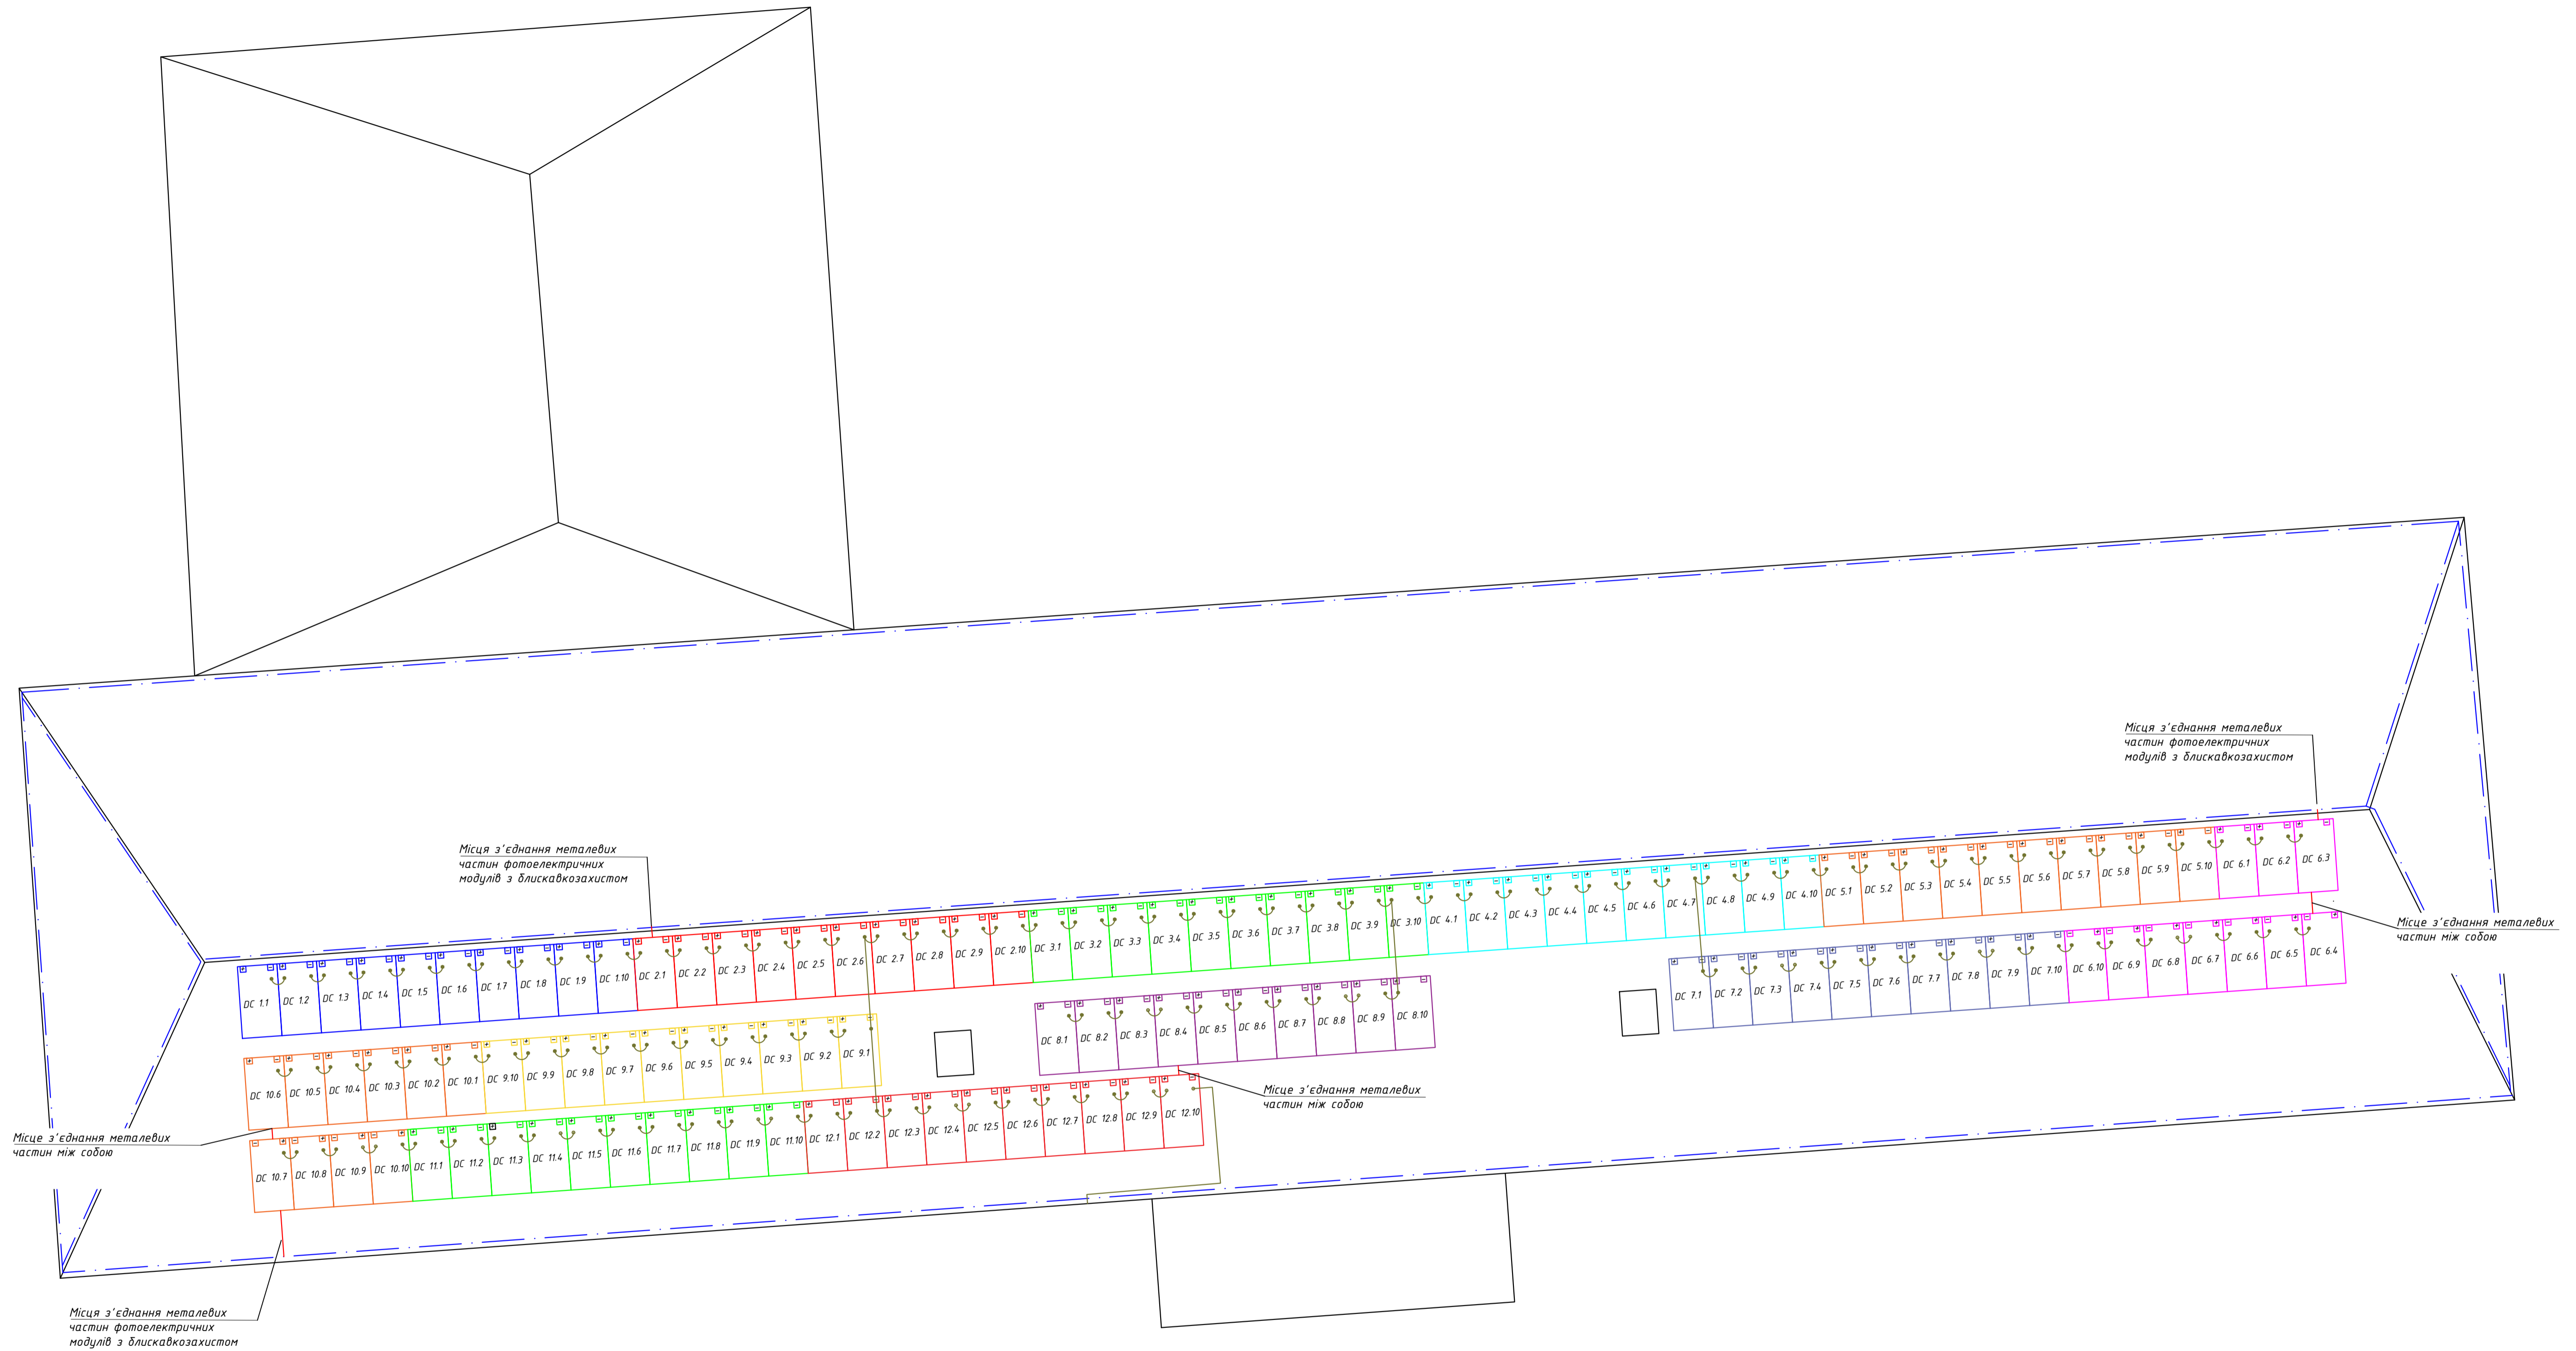 Місця з'єднання металевих
частин фотоелектричних
модулів з блискавкозахистом
Місця з'єднання металевих
частин фотоелектричних
модулів з блискавкозахистом
DC 1.1 DC 1.2 DC 1.3 DC 1.4 DC 1.5 DC 1.6 DC 1.7 DC 1.8 DC 1.9 DC 1.10 DC 2.1 DC 2.2 DC 2.3 DC 2.4 DC 2.5 DC 2.6 DC 2.7 DC 2.8 DC 2.9 DC 2.10 DC 3.1 DC 3.2 DC 3.3 DC 3.4 DC 3.5 DC 3.6 DC 3.7 DC 3.8 DC 3.9 DC 3.10 DC 4.1 DC 4.2 DC 4.3 DC 4.4 DC 4.5 DC 4.6 DC 4.7 DC 4.8 DC 4.9 DC 4.10 DC 5.1 DC 5.2 DC 5.3 DC 5.4 DC 5.5 DC 5.6 DC 5.7 DC 5.8 DC 5.9 DC 5.10 DC 6.1 DC 6.2 DC 6.3
Місце з'єднання металевих
частин між собою
DC 7.1 DC 7.2 DC 7.3 DC 7.4 DC 7.5 DC 7.6 DC 7.7 DC 7.8 DC 7.9 DC 7.10 DC 6.10 DC 6.9 DC 6.8 DC 6.7 DC 6.6 DC 6.5 DC 6.4
DC 8.1 DC 8.2 DC 8.3 DC 8.4 DC 8.5 DC 8.6 DC 8.7 DC 8.8 DC 8.9 DC 8.10
DC 10.6 DC 10.5 DC 10.4 DC 10.3 DC 10.2 DC 10.1 DC 9.10 DC 9.9 DC 9.8 DC 9.7 DC 9.6 DC 9.5 DC 9.4 DC 9.3 DC 9.2 DC 9.1
Місце з'єднання металевих
частин між собою
Місце з'єднання металевих
частин між собою
DC 10.7 DC 10.8 DC 10.9 DC 10.10 DC 11.1 DC 11.2 DC 11.3 DC 11.4 DC 11.5 DC 11.6 DC 11.7 DC 11.8 DC 11.9 DC 11.10 DC 12.1 DC 12.2 DC 12.3 DC 12.4 DC 12.5 DC 12.6 DC 12.7 DC 12.8 DC 12.9 DC 12.10
Місця з'єднання металевих
частин фотоелектричних
модулів з блискавкозахистом